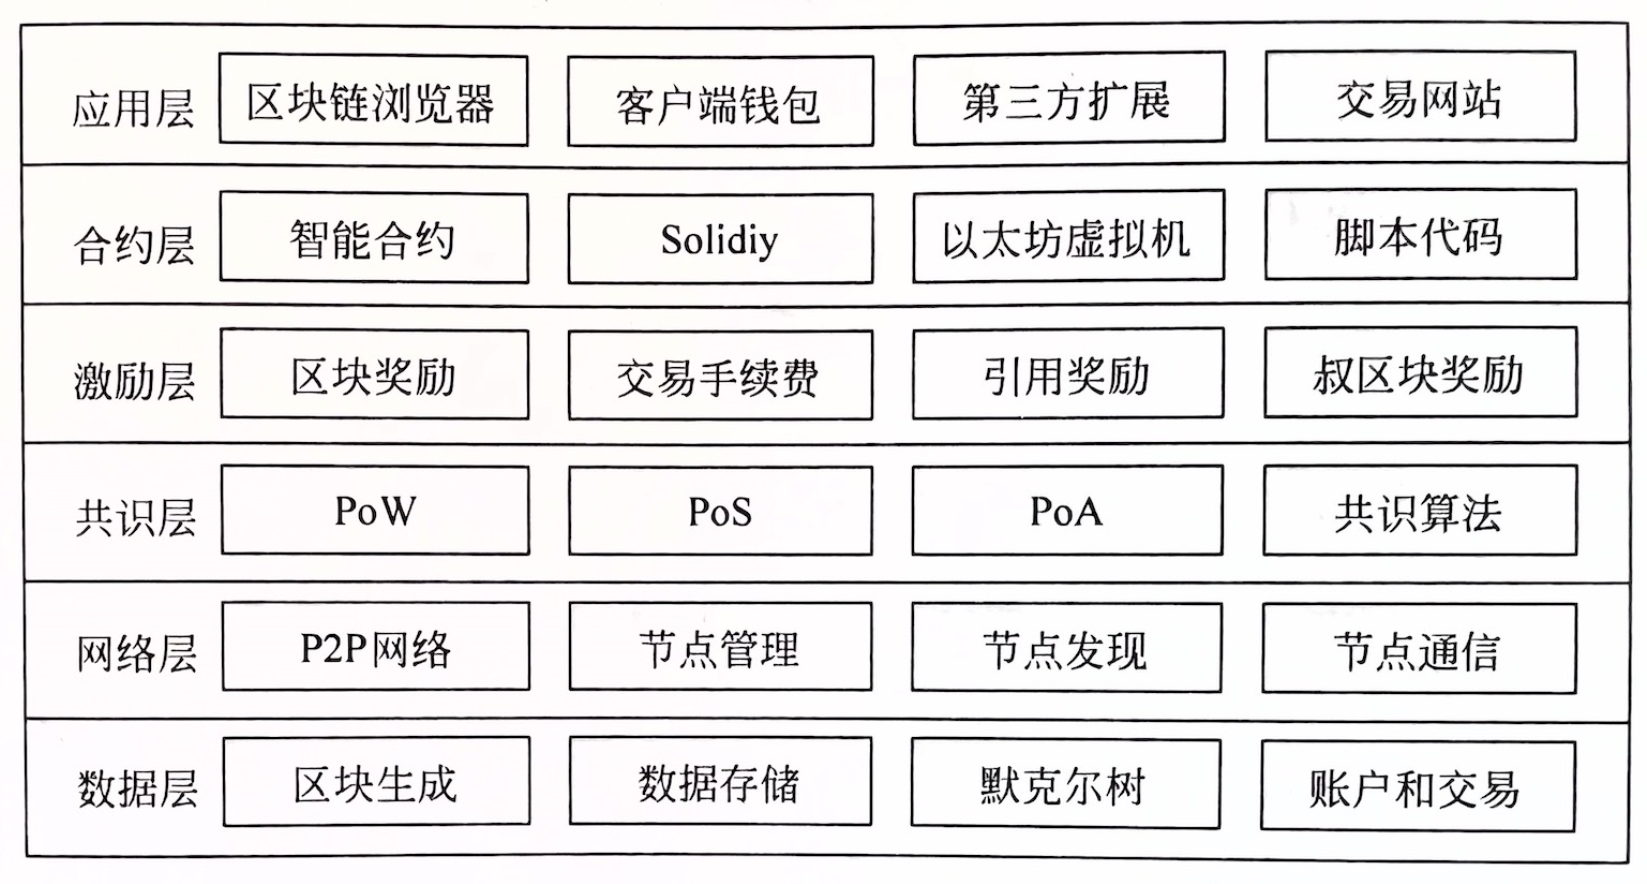 应用层 区块链浏览器 客户端钱包 第三方扩展 交易网站
合约层 智能合约 Solidiy 以太坊虚拟机 脚本代码
激励层 区块奖励 交易手续费 引用奖励 叔区块奖励
共识层 PoW PoS PoA 共识算法
网络层 P2P网络 节点管理 节点发现 节点通信
数据层 区块生成 数据存储 默克尔树 账户和交易